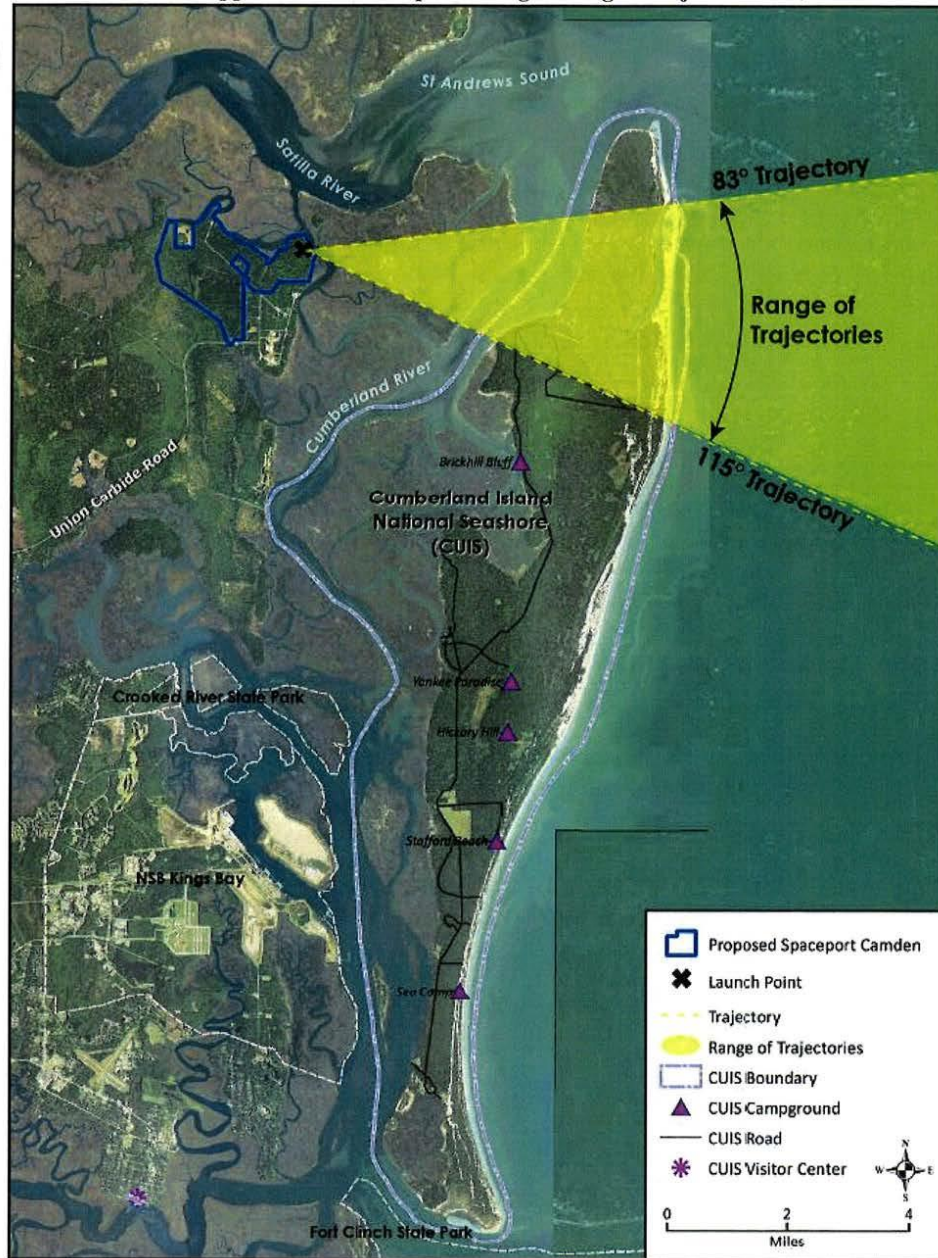 St Andrews Sound
Satilla River
83° Trajectory
Range of
Trajectories
115° Trajectory
Cumberland River
Union Carbide Road
Brickhill Bluff
Cumberland Island
National Seashore
(CUIS)
Yankee Paradise
Crooked River State Park
Hickory Hill
Stafford Beach
NSB Kings Bay
Sea Camp
Fort Clinch State Park
Proposed Spaceport Camden
Launch Point
Trajectory
Range of Trajectories
CUIS Boundary
CUIS Campground
CUIS Road
CUIS Visitor Center
N
W E
S
0 2 4
Miles